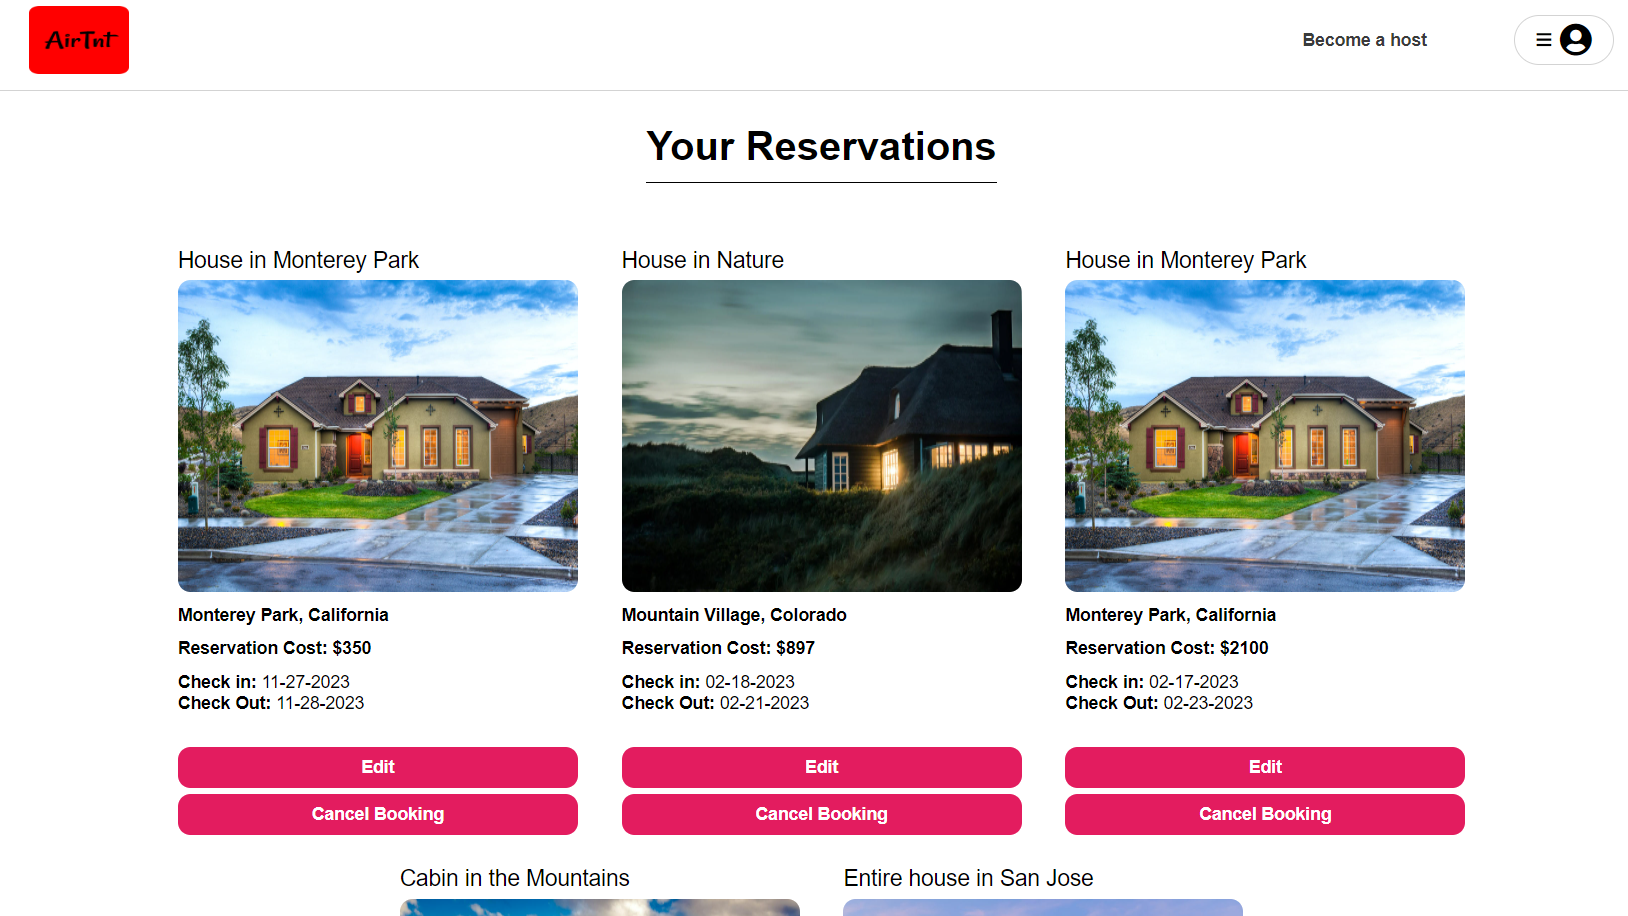 AirTnt
Become a host
Your Reservations
House in Monterey Park
House in Nature
House in Monterey Park
Monterey Park, California
Reservation Cost: $350
Check in: 11-27-2023
Check Out: 11-28-2023
Edit
Cancel Booking
Mountain Village, Colorado
Reservation Cost: $897
Check in: 02-18-2023
Check Out: 02-21-2023
Edit
Cancel Booking
Monterey Park, California
Reservation Cost: $2100
Check in: 02-17-2023
Check Out: 02-23-2023
Edit
Cancel Booking
Cabin in the Mountains
Entire house in San Jose